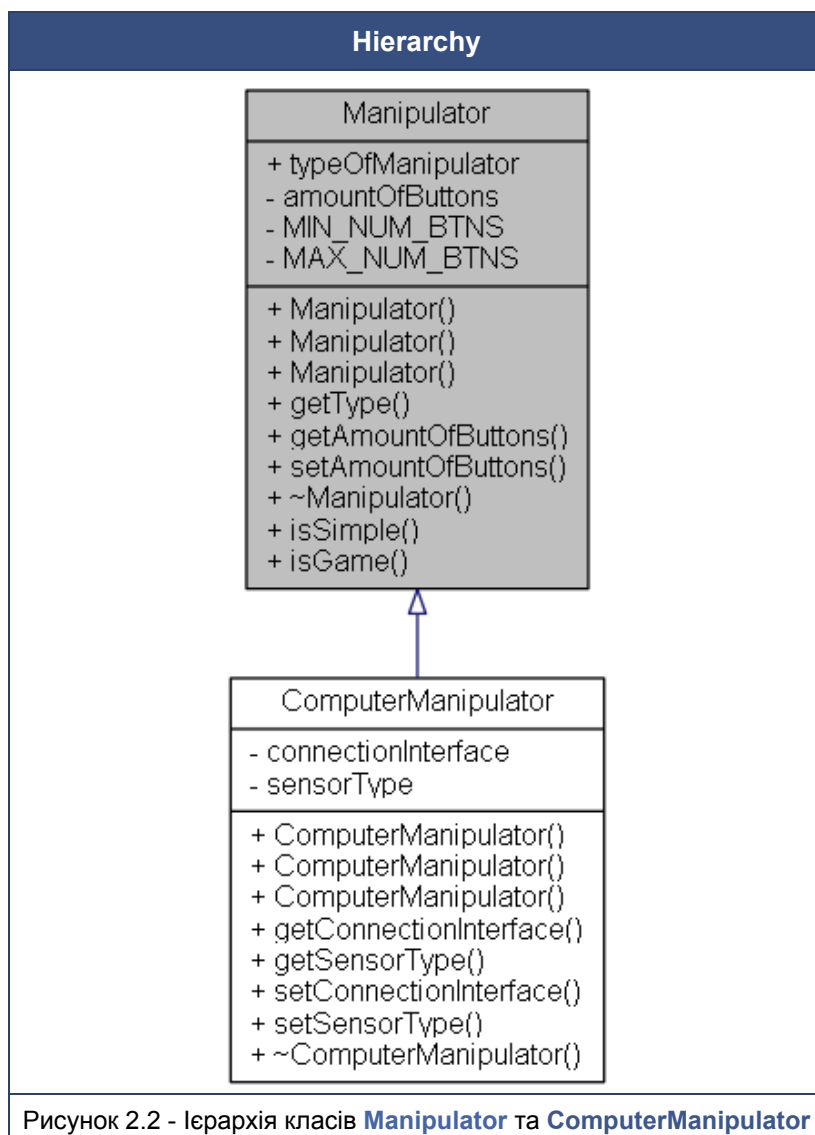 Hierarchy
Manipulator
+ typeOfManipulator
- amountOfButtons
- MIN_NUM_BTNS
- MAX_NUM_BTNS
+ Manipulator()
+ Manipulator()
+ Manipulator()
+ getType()
+ getAmountOfButtons()
+ setAmountOfButtons()
+ ~Manipulator()
+ isSimple()
+ isGame()
ComputerManipulator
- connectionInterface
- sensorType
+ ComputerManipulator()
+ ComputerManipulator()
+ ComputerManipulator()
+ getConnectionInterface()
+ getSensorType()
+ setConnectionInterface()
+ setSensorType()
+ ~ComputerManipulator()
Рисунок 2.2 - Ієрархія класів Manipulator та ComputerManipulator